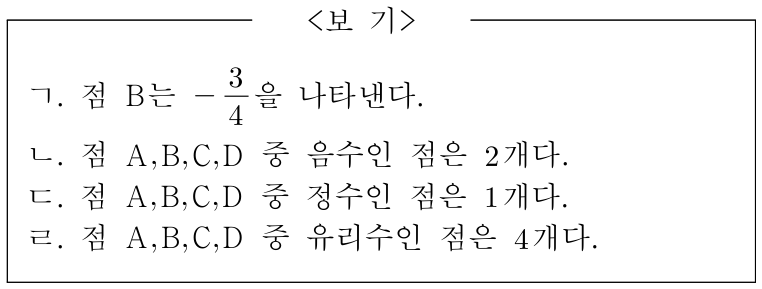 <보 기>
ㄱ. 점 B는 $-\frac{3}{4}$을 나타낸다.
ㄴ. 점 A,B,C,D 중 음수인 점은 2개다.
ㄷ. 점 A,B,C,D 중 정수인 점은 1개다.
ㄹ. 점 A,B,C,D 중 유리수인 점은 4개다.